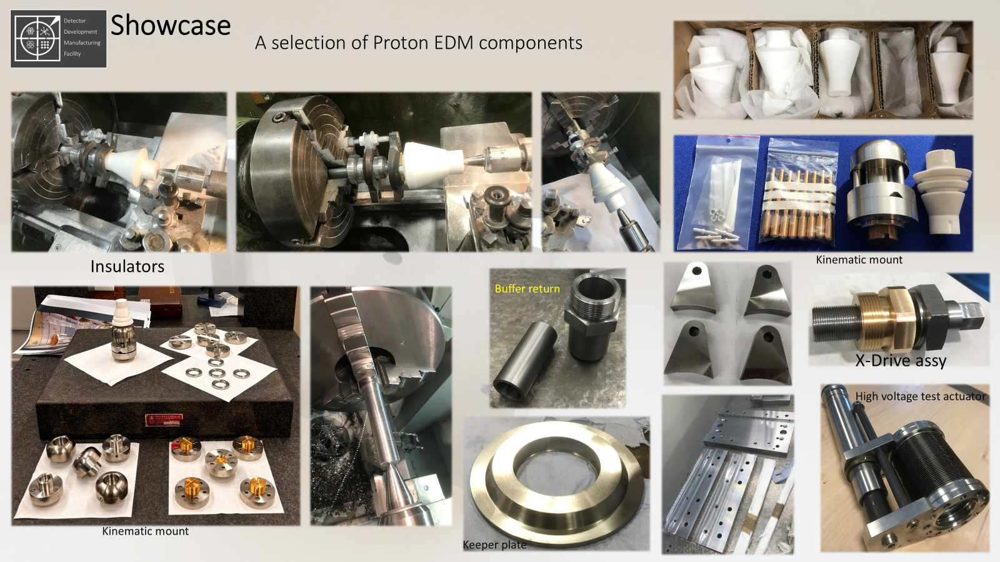 Detector
Development
Manufacturing
Facility
Showcase
A selection of Proton EDM components
Insulators
Kinematic mount
Buffer return
X-Drive assy
High voltage test actuator
Keeper plate
Kinematic mount